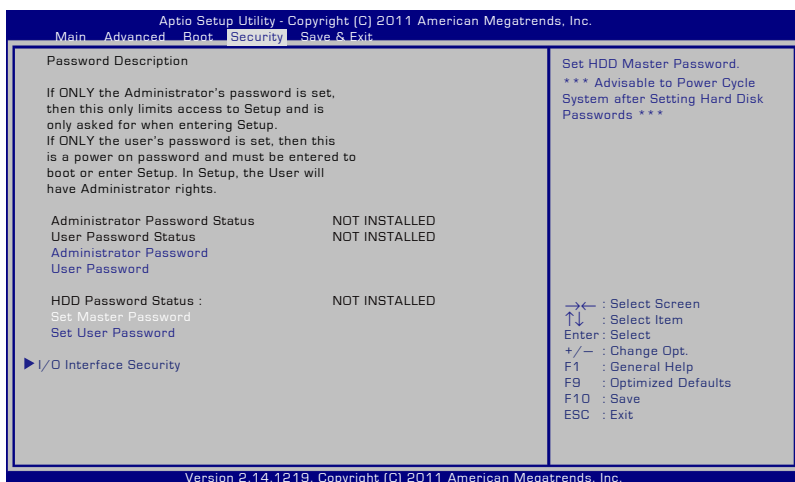 Aptio Setup Utility - Copyright (C) 2011 American Megatrends, Inc.
Main Advanced Boot Security Save & Exit
Password Description
If ONLY the Administrator's password is set,
then this only limits access to Setup and is
only asked for when entering Setup.
If ONLY the user's password is set, then this
is a power on password and must be entered to
boot or enter Setup. In Setup, the User will
have Administrator rights.
Administrator Password Status NOT INSTALLED
User Password Status NOT INSTALLED
Administrator Password
User Password
HDD Password Status : NOT INSTALLED
Set Master Password
Set User Password
I/O Interface Security
Set HDD Master Password.
*** Advisable to Power Cycle
System after Setting Hard Disk
Passwords ***
→← : Select Screen
↑↓ : Select Item
Enter : Select
+/— : Change Opt.
F1 : General Help
F9 : Optimized Defaults
F10 : Save
ESC : Exit
Version 2.14.1219. Copyright (C) 2011 American Megatrends, Inc.